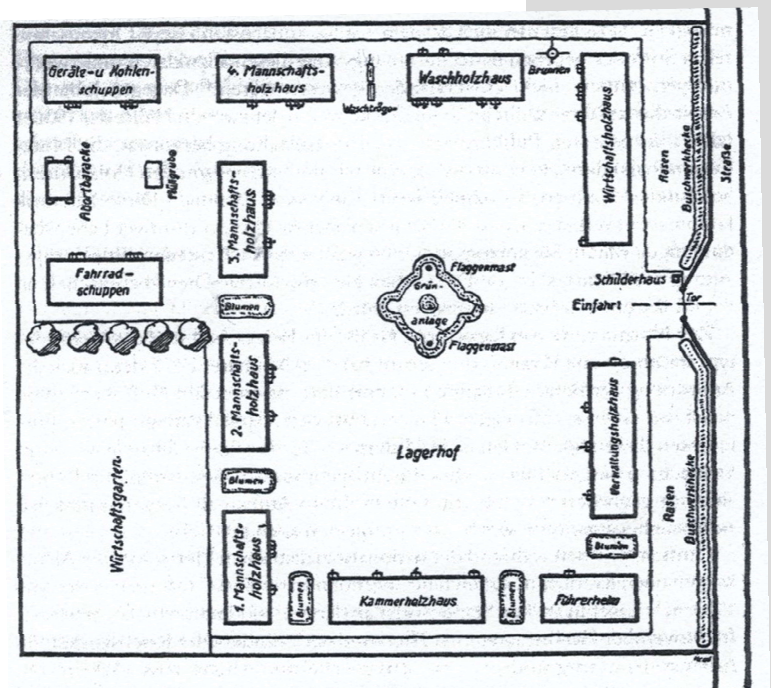 Geräte-u Kohlen-
schuppen
4. Mannschafts-
holzhaus
Waschtröge
Waschholzhaus
Brunnen
Wirtschaftsholzhaus
Rasen
Buschhecke
Straße
Abortbaracke
Müllgrube
3. Mannschafts-
holzhaus
Fahrrad-
schuppen
Blumen
Flaggenmast
Grün-
anlage
Flaggenmast
Schilderhaus
Einfahrt
Tor
2. Mannschafts-
holzhaus
Lagerhof
Verwaltungsholzhaus
Rasen
Buschwerkhecke
Wirtschaftsgarten
Blumen
Blumen
1. Mannschafts-
holzhaus
Blumen
Kammerholzhaus
Blumen
Führerheim